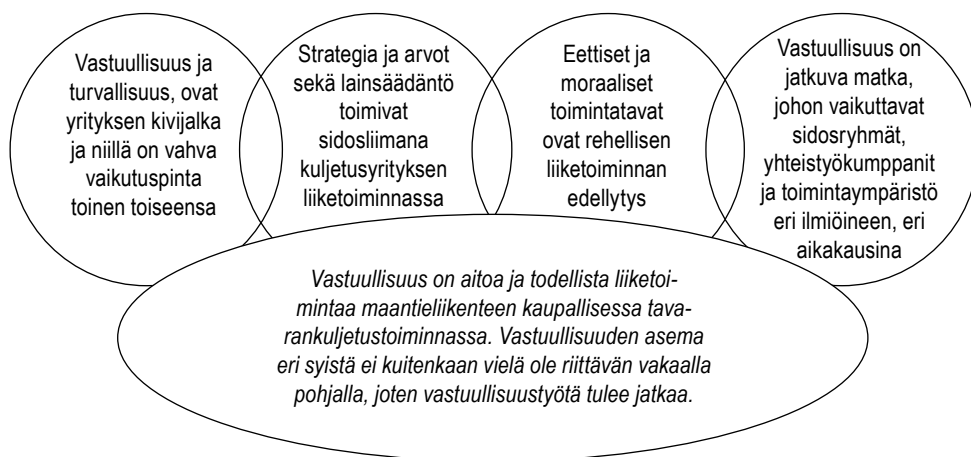 Vastuullisuus ja
turvallisuus, ovat
yrityksen kivijalka
ja niillä on vahva
vaikutuspinta
toinen toiseensa
Strategia ja arvot
sekä lainsäädäntö
toimivat
sidosliimana
kuljetusyrityksen
liiketoiminnassa
Eettiset ja
moraaliset
toimintatavat
ovat rehellisen
liiketoiminnan
edellytys
Vastuullisuus on
jatkuva matka,
johon vaikuttavat
sidosryhmät,
yhteistyökumppanit
ja toimintaympäristö
eri ilmiöineen, eri
aikakausina
Vastuullisuus on aitoa ja todellista liiketoi-
mintaa maantieliikenteen kaupallisessa tava-
rankuljetustoiminnassa. Vastuullisuuden asema
eri syistä ei kuitenkaan vielä ole riittävän vakaalla
pohjalla, joten vastuullisuustyötä tulee jatkaa.